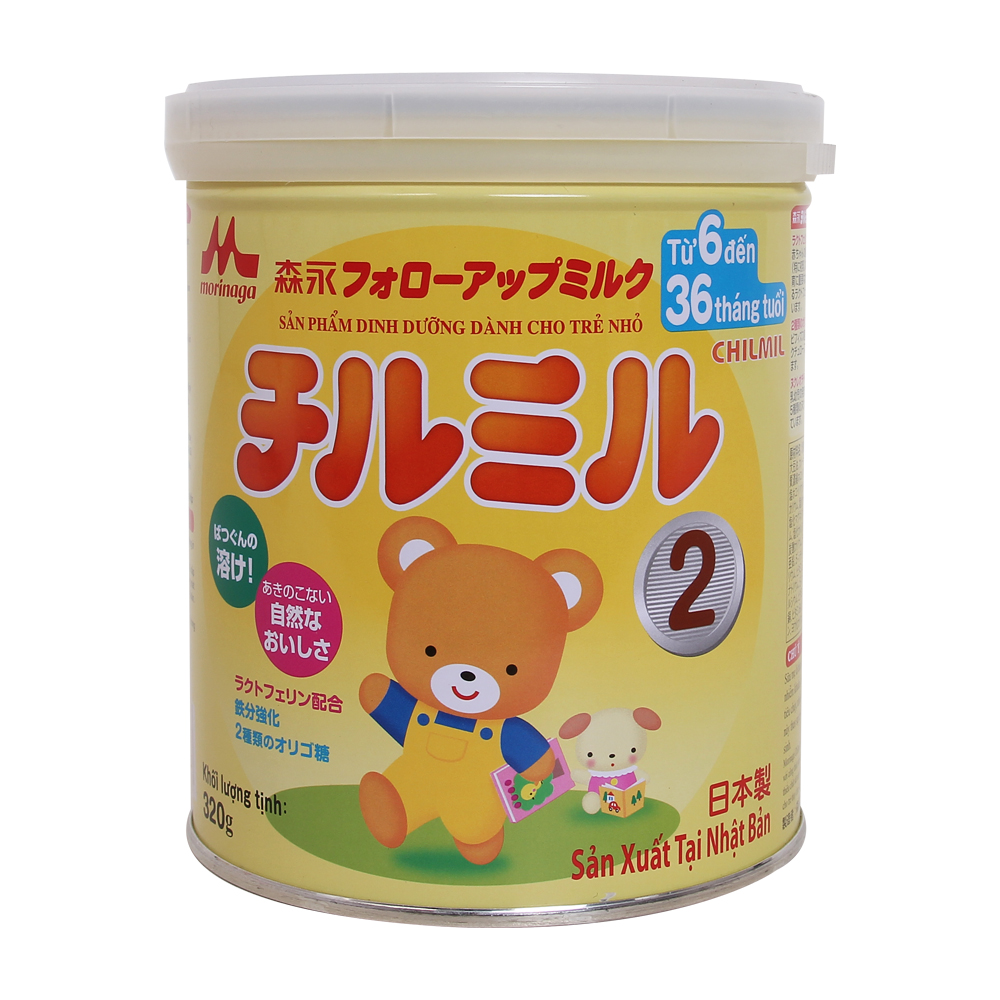 morinaga
森永フォローアップミルク
Từ 6 đến
36 tháng tuổi
SẢN PHẨM DINH DƯỠNG DÀNH CHO TRẺ NHỎ
CHILMIL
チルミル
ばつぐんの
溶け!
2
あきのこない
自然な
おいしさ
ラクトフェリン配合
鉄分強化
2種類のオリゴ糖
Khối lượng tịnh:
320g
日本製
Sản Xuất Tại Nhật Bản